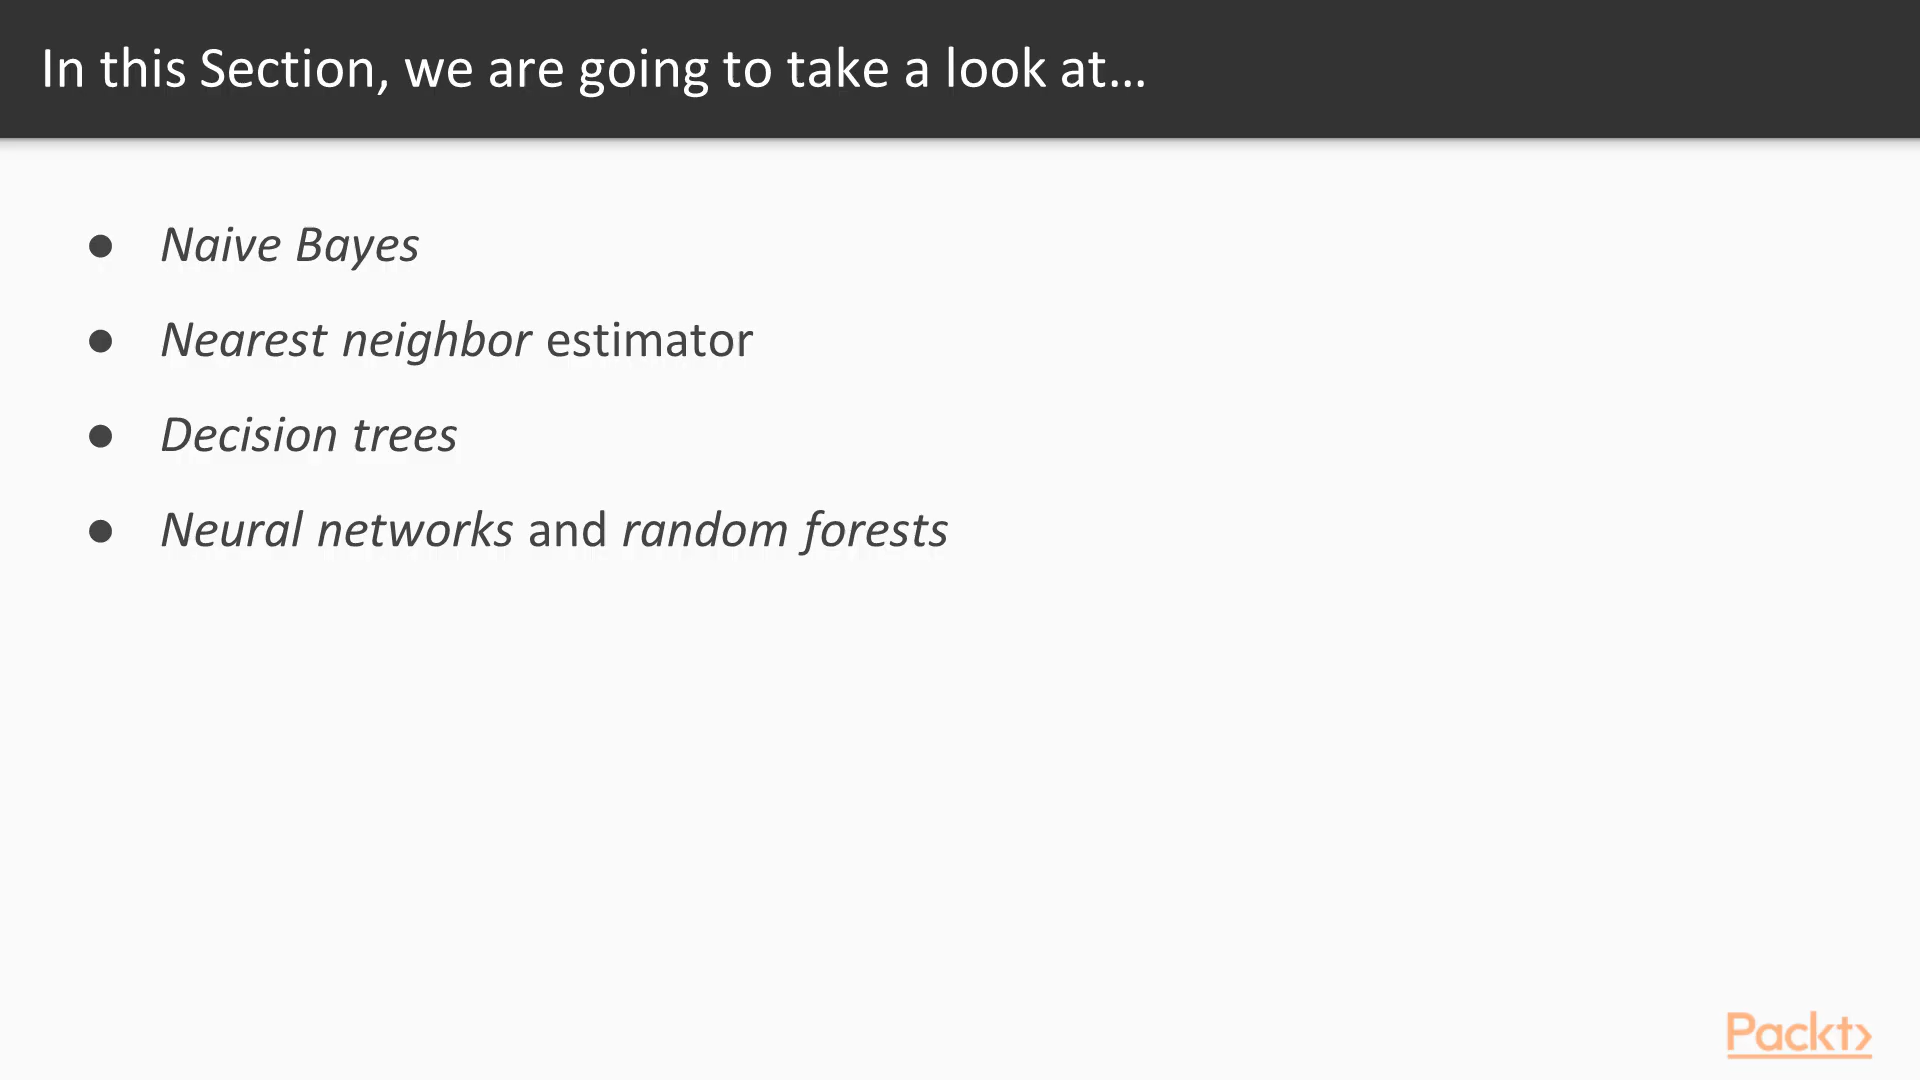 In this Section, we are going to take a look at...
● Naive Bayes
● Nearest neighbor estimator
● Decision trees
● Neural networks and random forests
Packt>